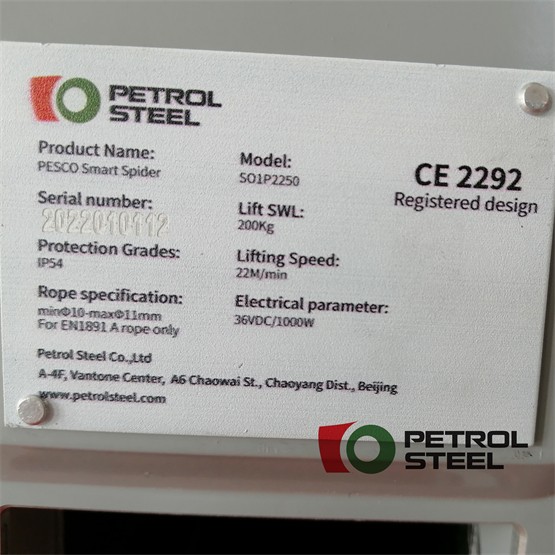 PETROL
STEEL
Product Name:
PESCO Smart Spider
Model:
SO1P2250
CE 2292
Registered design
Serial number:
2022010112
Lift SWL:
200Kg
Protection Grades:
IP54
Lifting Speed:
22M/min
Rope specification:
minΦ10-maxΦ11mm
For EN1891 A rope only
Electrical parameter:
36VDC/1000W
Petrol Steel Co.,Ltd
A-4F, Vantone Center, A6 Chaowai St., Chaoyang Dist., Beijing
www.petrolsteel.com
PETROL
STEEL